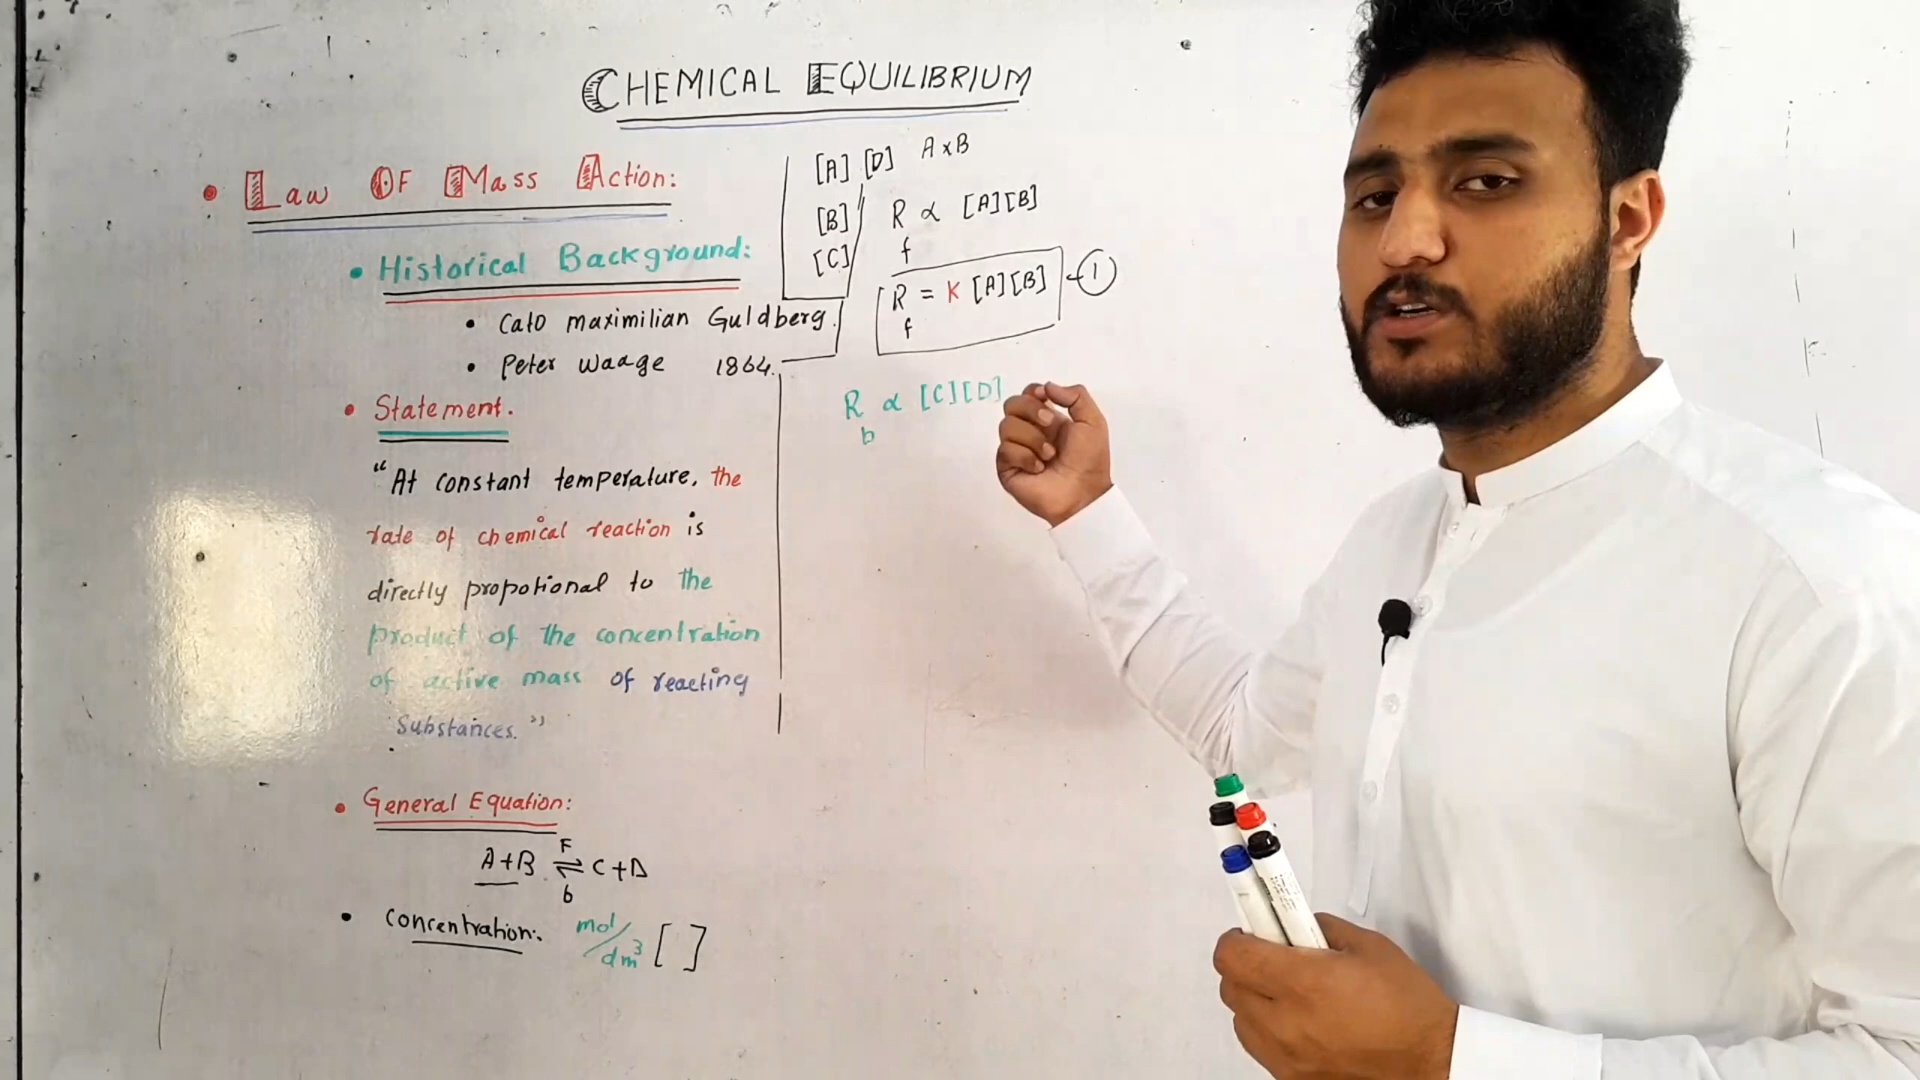 CHEMICAL EQUILIBRIUM
• Law Of Mass Action:
• Historical Background:
• Cato maximilian Guldberg.
• Peter Waage 1864.
• Statement.
“At constant temperature, the
rate of chemical reaction is
directly propotional to the
product of the concentration
of active mass of reacting
Substances.”
• General Equation:
F
A+B ⇌ C+D
b
• Concentration: mol/dm³ [ ]
[A] [D] A×B
[B]
[C]
R ∝ [A][B]
f
R = K [A][B] - 1
f
R ∝ [C][D]
b